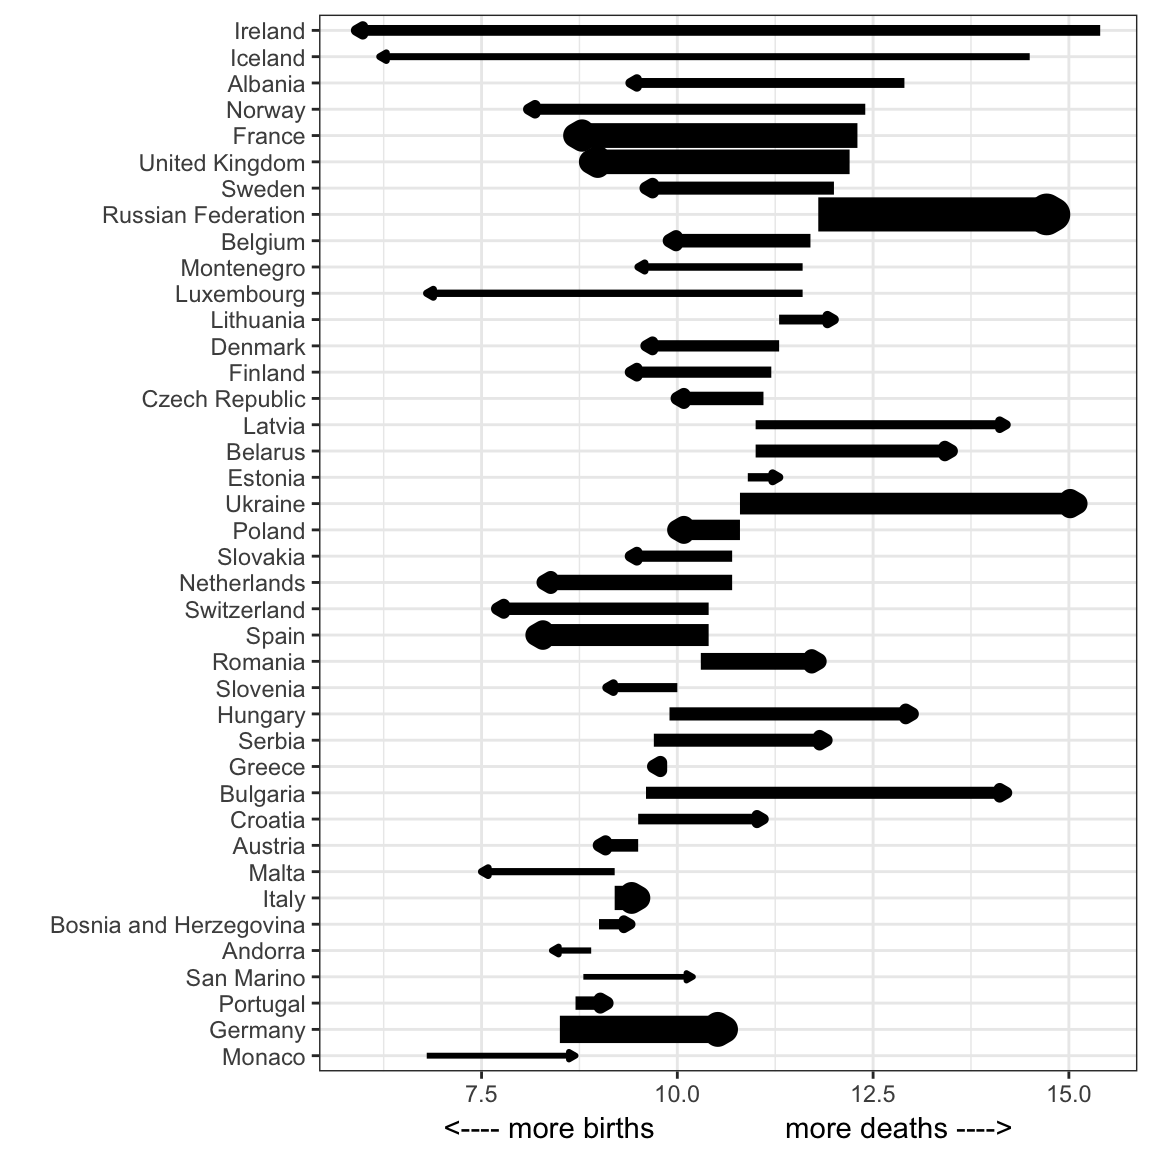 Ireland
Iceland
Albania
Norway
France
United Kingdom
Sweden
Russian Federation
Belgium
Montenegro
Luxembourg
Lithuania
Denmark
Finland
Czech Republic
Latvia
Belarus
Estonia
Ukraine
Poland
Slovakia
Netherlands
Switzerland
Spain
Romania
Slovenia
Hungary
Serbia
Greece
Bulgaria
Croatia
Austria
Malta
Italy
Bosnia and Herzegovina
Andorra
San Marino
Portugal
Germany
Monaco
7.5 10.0 12.5 15.0
<---- more births more deaths ---->